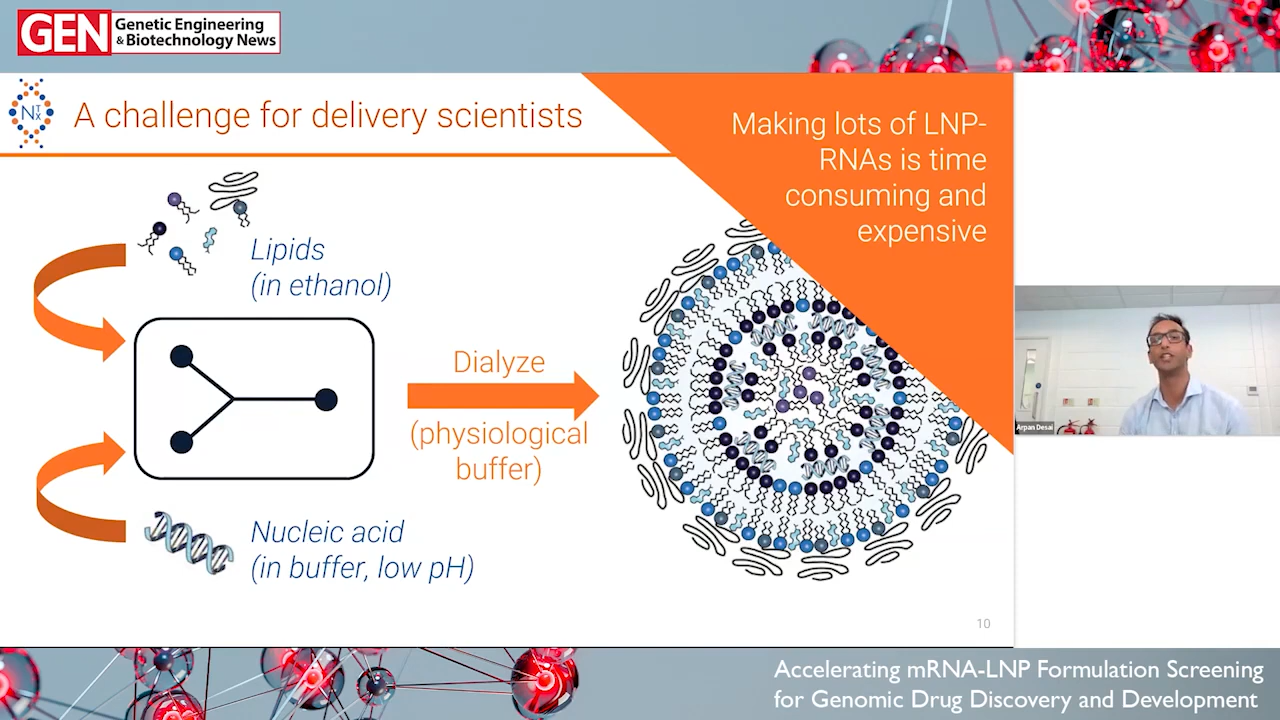 GEN Genetic Engineering
& Biotechnology News
NTX
A challenge for delivery scientists
Making lots of LNP-
RNAs is time
consuming and
expensive
Lipids
(in ethanol)
Dialyze
(physiological
buffer)
Nucleic acid
(in buffer, low pH)
10
Arpan Desai
Accelerating mRNA-LNP Formulation Screening
for Genomic Drug Discovery and Development